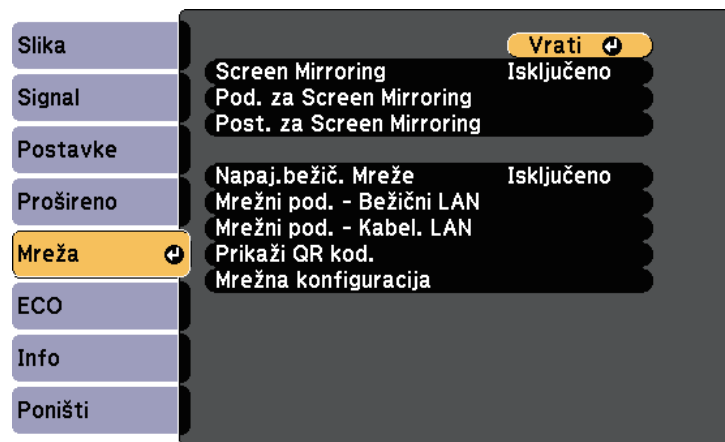 Slika
Signal
Postavke
Prošireno
Mreža
ECO
Info
Poništi
Vrati
Screen Mirroring Isključeno
Pod. za Screen Mirroring
Post. za Screen Mirroring
Napaj.bežič. Mreže Isključeno
Mrežni pod. - Bežični LAN
Mrežni pod. - Kabel. LAN
Prikaži QR kod.
Mrežna konfiguracija